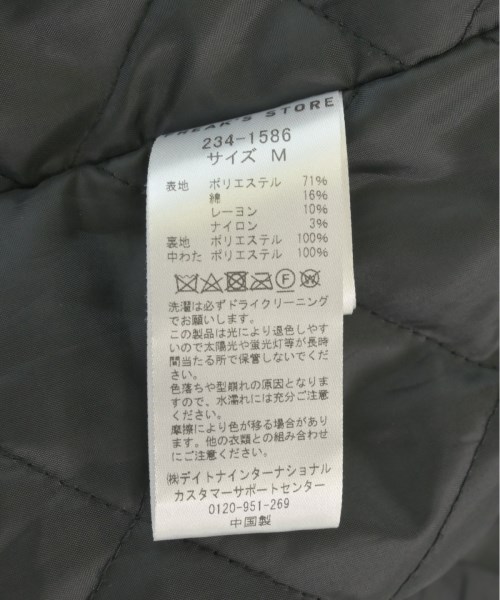 FREAK'S STORE
234-1586
サイズ M
表地 ポリエステル 71%
綿 16%
レーヨン 10%
ナイロン 3%
裏地 ポリエステル 100%
中わた ポリエステル 100%
F W
洗濯は必ずドライクリーニング
でお願いします。
この製品は光により退色しやす
いので太陽光や蛍光灯等が長時
間当たる所で保管しないでくだ
さい。
色落ちや型崩れの原因となりま
すので、水濡れには充分ご注意
ください。
摩擦により色が移る場合があり
ます。他の衣類との組み合わせ
にご注意ください。
㈱デイトナインターナショナル
カスタマーサポートセンター
0120-951-269
中国製